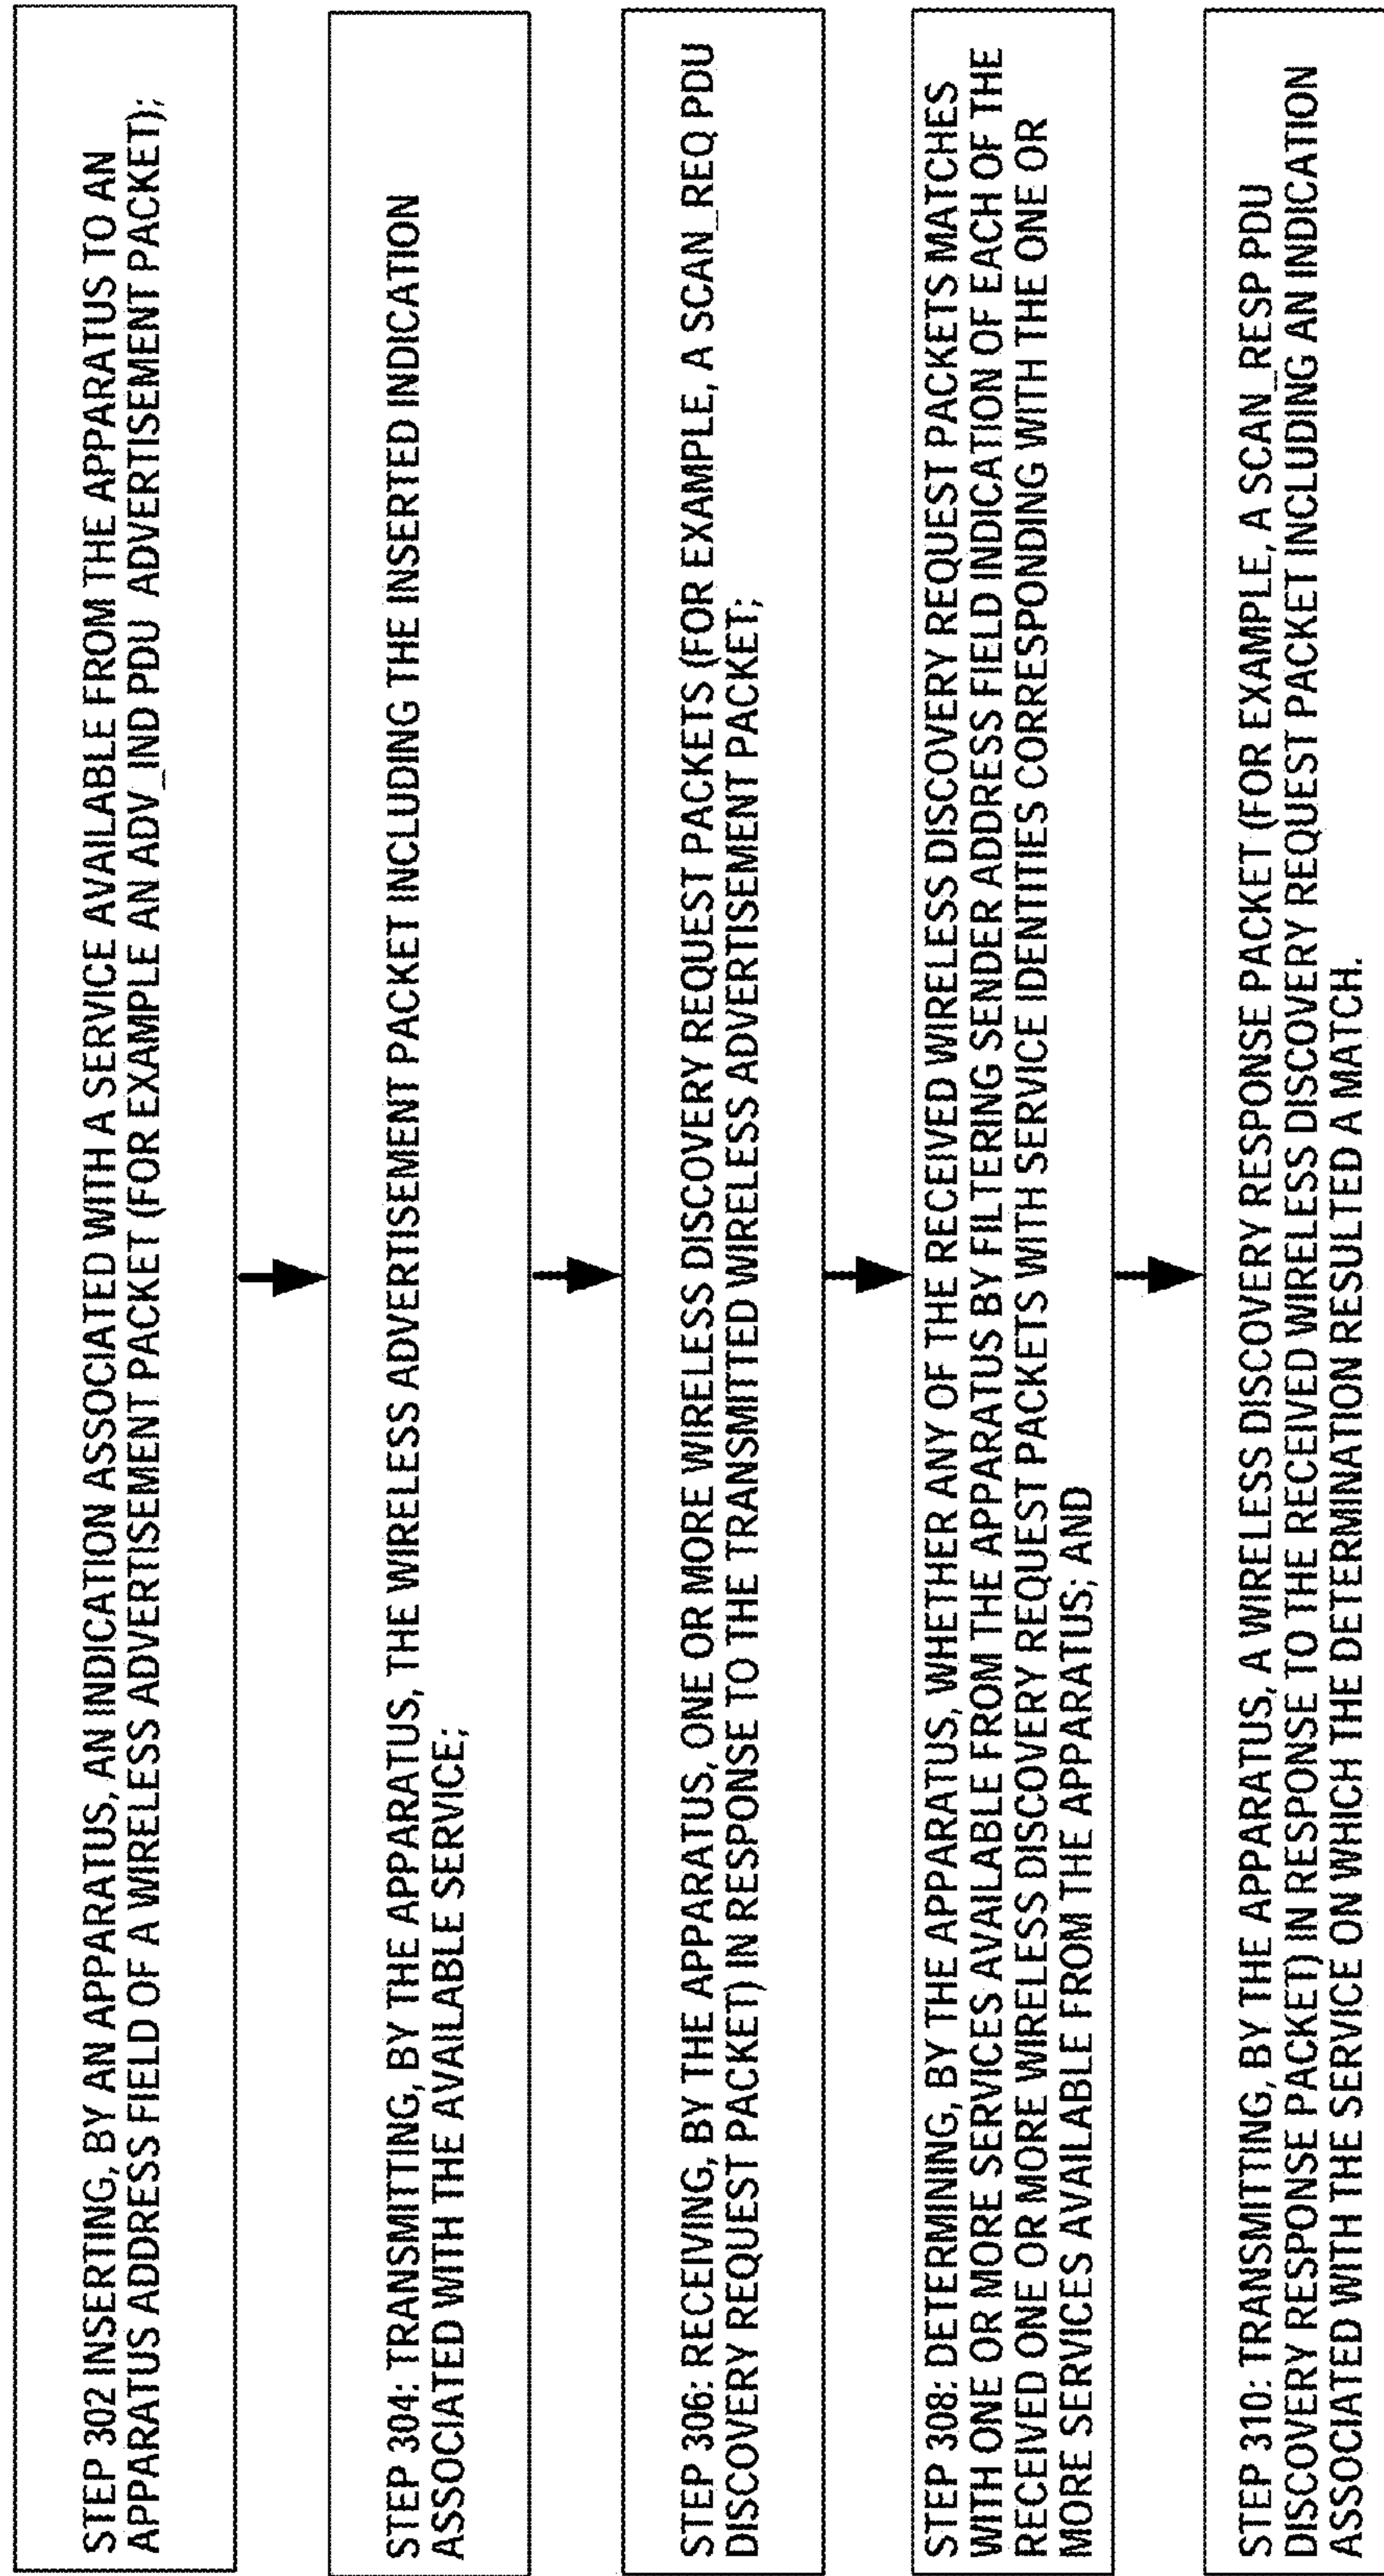 STEP 302 INSERTING, BY AN APPARATUS, AN INDICATION ASSOCIATED WITH A SERVICE AVAILABLE FROM THE APPARATUS TO AN
APPARATUS ADDRESS FIELD OF A WIRELESS ADVERTISEMENT PACKET (FOR EXAMPLE AN ADV_IND PDU ADVERTISEMENT PACKET);
STEP 304: TRANSMITTING, BY THE APPARATUS, THE WIRELESS ADVERTISEMENT PACKET INCLUDING THE INSERTED INDICATION
ASSOCIATED WITH THE AVAILABLE SERVICE;
STEP 306: RECEIVING, BY THE APPARATUS, ONE OR MORE WIRELESS DISCOVERY REQUEST PACKETS (FOR EXAMPLE, A SCAN_REQ PDU
DISCOVERY REQUEST PACKET) IN RESPONSE TO THE TRANSMITTED WIRELESS ADVERTISEMENT PACKET;
STEP 308: DETERMINING, BY THE APPARATUS, WHETHER ANY OF THE RECEIVED WIRELESS DISCOVERY REQUEST PACKETS MATCHES
WITH ONE OR MORE SERVICES AVAILABLE FROM THE APPARATUS BY FILTERING SENDER ADDRESS FIELD INDICATION OF EACH OF THE
RECEIVED ONE OR MORE WIRELESS DISCOVERY REQUEST PACKETS WITH SERVICE IDENTITIES CORRESPONDING WITH THE ONE OR
MORE SERVICES AVAILABLE FROM THE APPARATUS; AND
STEP 310: TRANSMITTING, BY THE APPARATUS, A WIRELESS DISCOVERY RESPONSE PACKET (FOR EXAMPLE, A SCAN_RESP PDU
DISCOVERY RESPONSE PACKET) IN RESPONSE TO THE RECEIVED WIRELESS DISCOVERY REQUEST PACKET INCLUDING AN INDICATION
ASSOCIATED WITH THE SERVICE ON WHICH THE DETERMINATION RESULTED A MATCH.